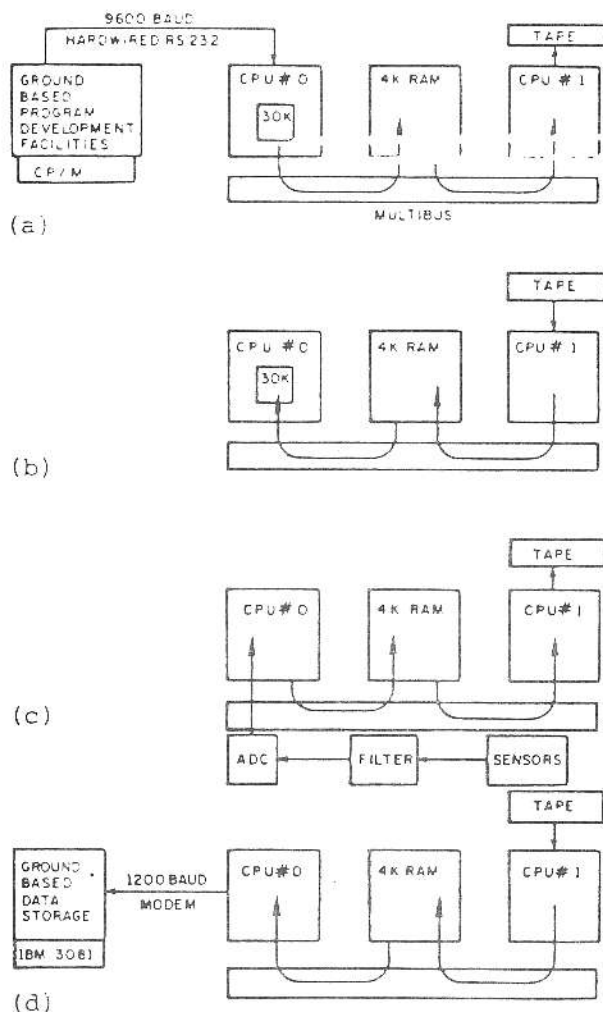 9600 BAUD
HARDWIRED RS 232
GROUND
BASED
PROGRAM
DEVELOPMENT
FACILITIES
CP/M
CPU # 0
30K
4K RAM
TAPE
CPU # 1
MULTIBUS
(a)
TAPE
CPU # 0
30K
4K RAM
CPU # 1
(b)
TAPE
CPU # 0
4K RAM
CPU # 1
(c)
ADC
FILTER
SENSORS
TAPE
GROUND
BASED
DATA
STORAGE
IBM 3081
1200 BAUD
MODEM
CPU # 0
4K RAM
CPU # 1
(d)